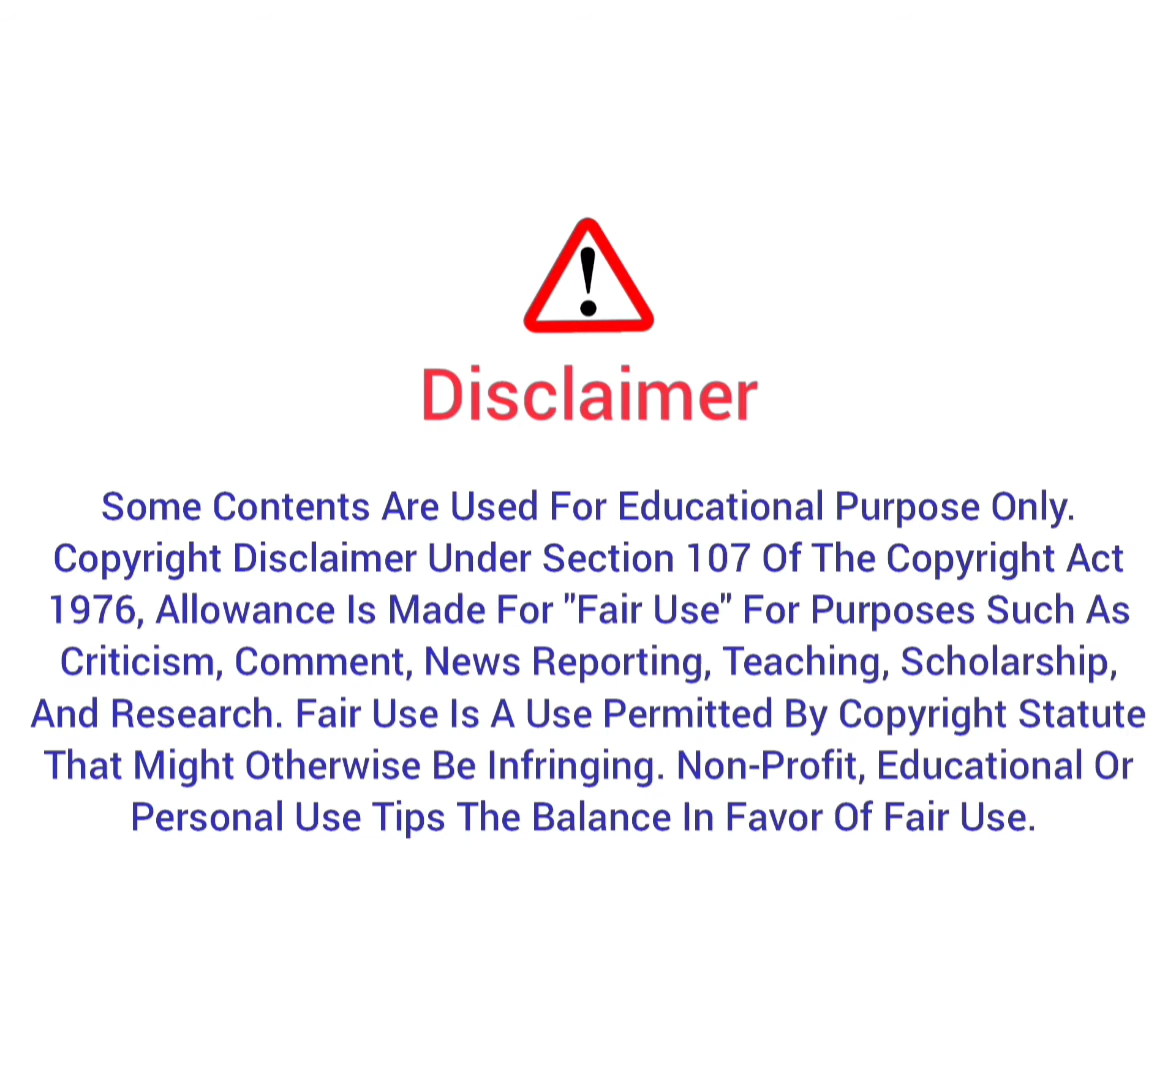 Disclaimer
Some Contents Are Used For Educational Purpose Only.
Copyright Disclaimer Under Section 107 Of The Copyright Act
1976, Allowance Is Made For "Fair Use" For Purposes Such As
Criticism, Comment, News Reporting, Teaching, Scholarship,
And Research. Fair Use Is A Use Permitted By Copyright Statute
That Might Otherwise Be Infringing. Non-Profit, Educational Or
Personal Use Tips The Balance In Favor Of Fair Use.